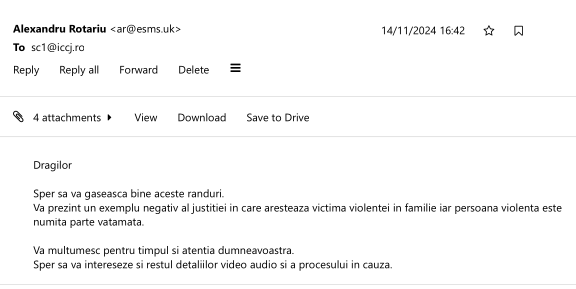 Alexandru Rotariu <ar@esms.uk>
14/11/2024 16:42
To sc1@iccj.ro
Reply Reply all Forward Delete
4 attachments View Download Save to Drive
Dragilor
Sper sa va gaseasca bine aceste randuri.
Va prezint un exemplu negativ al justitiei in care aresteaza victima violentei in familie iar persoana violenta este
numita parte vatamata.
Va multumesc pentru timpul si atentia dumneavoastra.
Sper sa va intereseze si restul detaliilor video audio si a procesului in cauza.